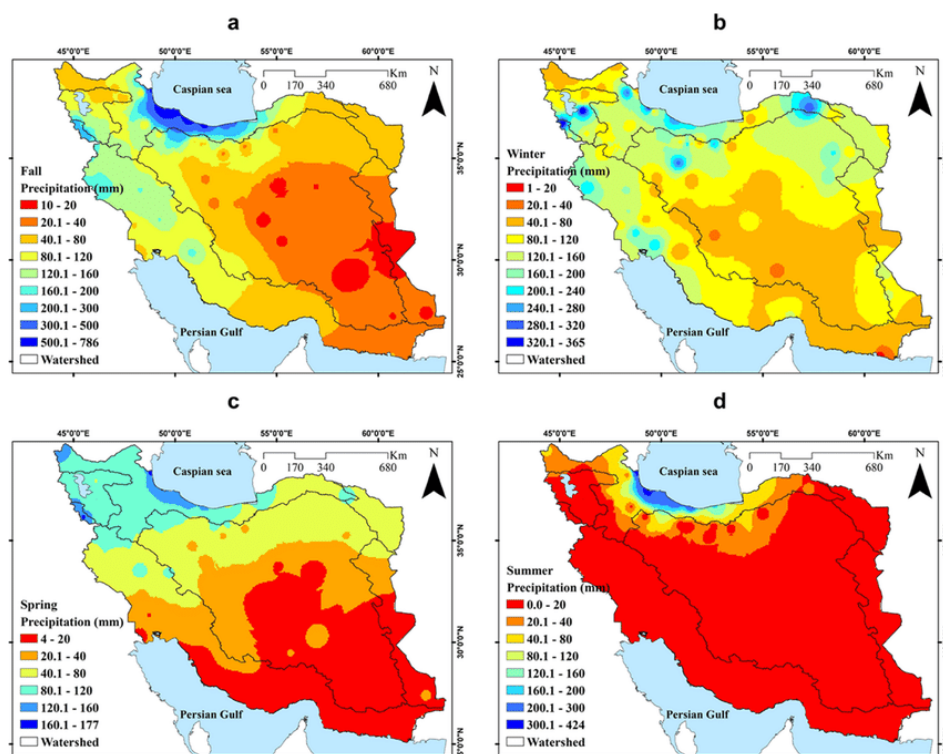 a
45°0'0"E 50°0'0"E 55°0'0"E 60°0'0"E
Caspian sea
Km
0 170 340 680
N
35°0'0"N
30°0'0"N
25°0'0"N
Fall
Precipitation (mm)
10 - 20
20.1 - 40
40.1 - 80
80.1 - 120
120.1 - 160
160.1 - 200
200.1 - 300
300.1 - 500
500.1 - 786
Watershed
Persian Gulf
b
45°0'0"E 50°0'0"E 55°0'0"E 60°0'0"E
Caspian sea
Km
0 170 340 680
N
Winter
Precipitation (mm)
1 - 20
20.1 - 40
40.1 - 80
80.1 - 120
120.1 - 160
160.1 - 200
200.1 - 240
240.1 - 280
280.1 - 320
320.1 - 365
Watershed
Persian Gulf
c
45°0'0"E 50°0'0"E 55°0'0"E 60°0'0"E
Caspian sea
Km
0 170 340 680
N
35°0'0"N
30°0'0"N
Spring
Precipitation (mm)
4 - 20
20.1 - 40
40.1 - 80
80.1 - 120
120.1 - 160
160.1 - 177
Watershed
Persian Gulf
d
45°0'0"E 50°0'0"E 55°0'0"E 60°0'0"E
Caspian sea
Km
0 170 340 680
N
Summer
Precipitation (mm)
0.0 - 20
20.1 - 40
40.1 - 80
80.1 - 120
120.1 - 160
160.1 - 200
200.1 - 300
300.1 - 424
Watershed
Persian Gulf